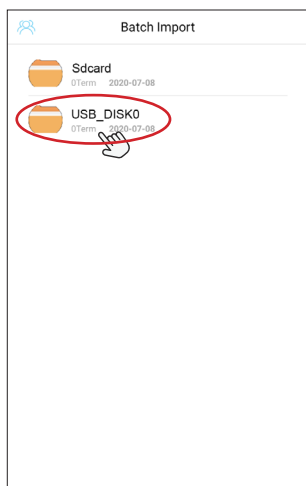 Batch Import
Sdcard
0Term 2020-07-08
USB_DISK0
0Term 2020-07-08